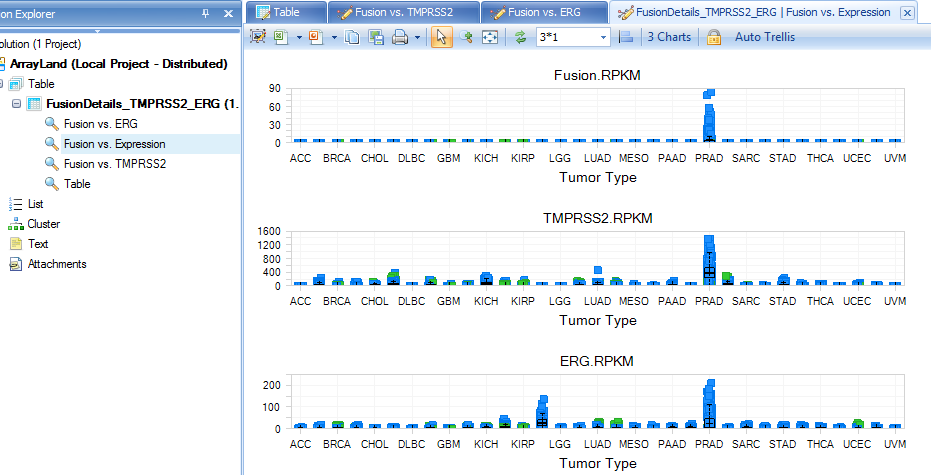 on Explorer
olution (1 Project)
ArrayLand (Local Project - Distributed)
Table
FusionDetails_TMPRSS2_ERG (1.
Fusion vs. ERG
Fusion vs. Expression
Fusion vs. TMPRSS2
Table
List
Cluster
Text
Attachments
Table
Fusion vs. TMPRSS2
Fusion vs. ERG
FusionDetails_TMPRSS2_ERG | Fusion vs. Expression
3*1
3 Charts
Auto Trellis
Fusion.RPKM
90
60
30
0
ACC BRCA CHOL DLBC GBM KICH KIRP LGG LUAD MESO PAAD PRAD SARC STAD THCA UCEC UVM
Tumor Type
TMPRSS2.RPKM
1600
1200
800
400
0
ACC BRCA CHOL DLBC GBM KICH KIRP LGG LUAD MESO PAAD PRAD SARC STAD THCA UCEC UVM
Tumor Type
ERG.RPKM
200
100
0
ACC BRCA CHOL DLBC GBM KICH KIRP LGG LUAD MESO PAAD PRAD SARC STAD THCA UCEC UVM
Tumor Type